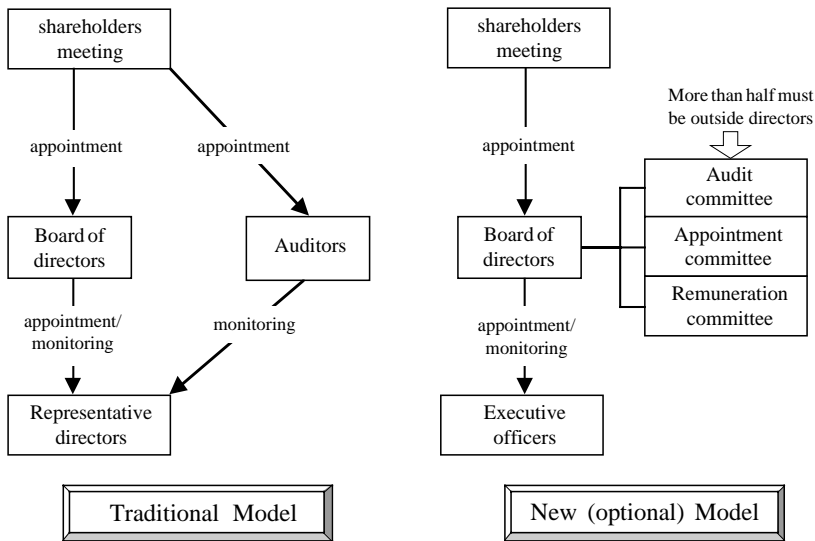 shareholders
meeting
appointment
appointment
Board of
directors
Auditors
appointment/
monitoring
monitoring
Representative
directors
Traditional Model
shareholders
meeting
More than half must
be outside directors
appointment
Audit
committee
Board of
directors
Appointment
committee
Remuneration
committee
appointment/
monitoring
Executive
officers
New (optional) Model